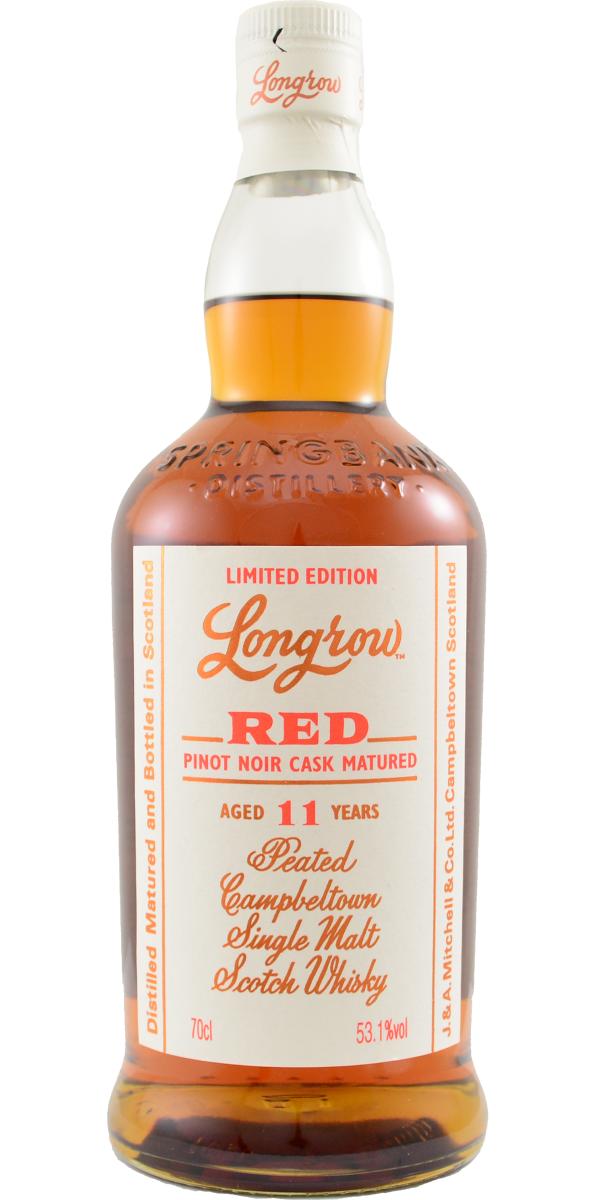 Longrow
SPRINGBANK
·DISTILLERY·
LIMITED EDITION
Longrow™
RED
PINOT NOIR CASK MATURED
AGED 11 YEARS
Peated
Campbeltown
Single Malt
Scotch Whisky
70cl
53.1%vol
Distilled Matured and Bottled in Scotland
J.&A.Mitchell & Co.Ltd. Campbeltown Scotland